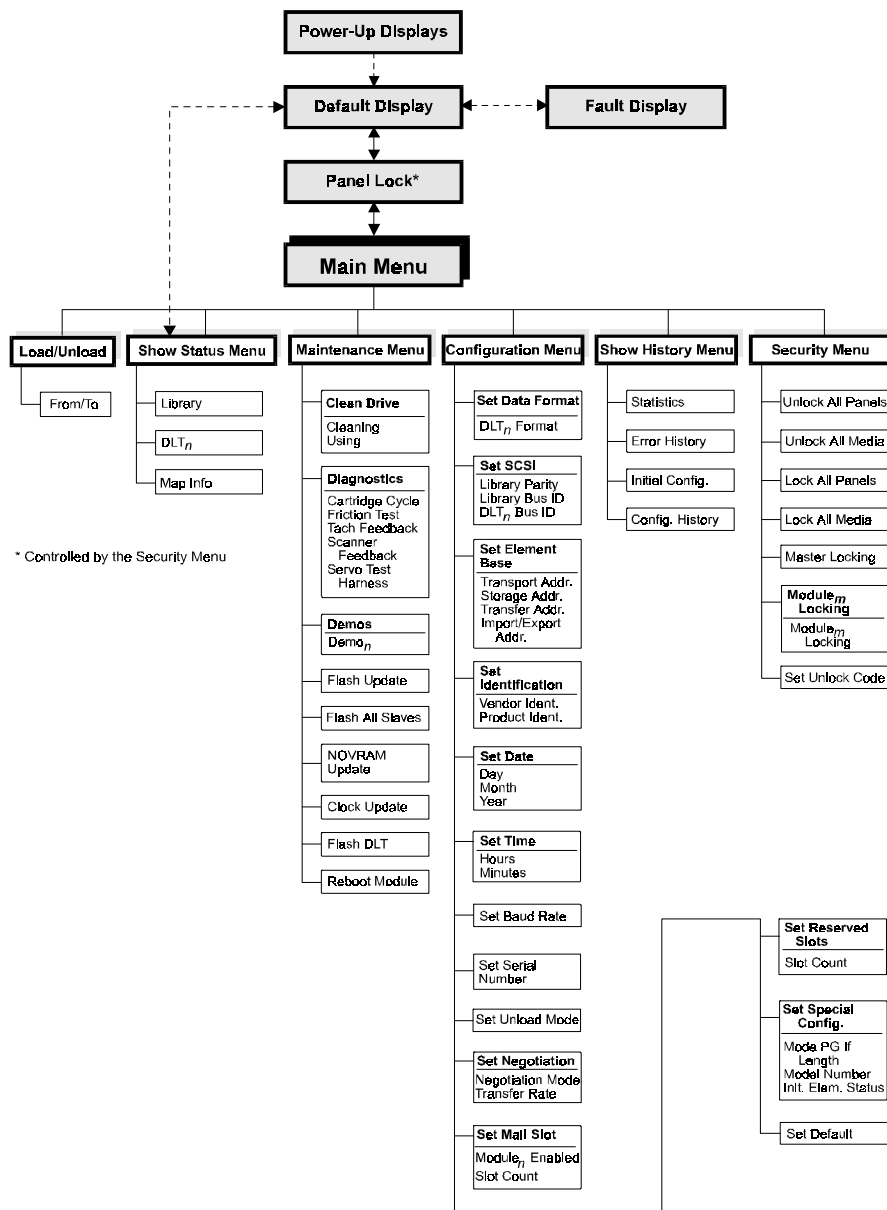 Power-Up Displays
Default Display
Fault Display
Panel Lock*
Main Menu
Load/Unload
From/To
Show Status Menu
Library
DLTn
Map Info
* Controlled by the Security Menu
Maintenance Menu
Clean Drive
Cleaning
Using
Diagnostics
Cartridge Cycle
Friction Test
Tach Feedback
Scanner
Feedback
Servo Test
Harness
Demos
Demon
Flash Update
Flash All Slaves
NOVRAM
Update
Clock Update
Flash DLT
Reboot Module
Configuration Menu
Set Data Format
DLTn Format
Set SCSI
Library Parity
Library Bus ID
DLTn Bus ID
Set Element
Base
Transport Addr.
Storage Addr.
Transfer Addr.
Import/Export
Addr.
Set
Identification
Vendor Ident.
Product Ident.
Set Date
Day
Month
Year
Set Time
Hours
Minutes
Set Baud Rate
Set Serial
Number
Set Unload Mode
Set Negotiation
Negotiation Mode
Transfer Rate
Set Mail Slot
Modulen Enabled
Slot Count
Set Reserved
Slots
Slot Count
Set Special
Config.
Mode PG If
Length
Model Number
Init. Elem. Status
Set Default
Show History Menu
Statistics
Error History
Initial Config.
Config. History
Security Menu
Unlock All Panels
Unlock All Media
Lock All Panels
Lock All Media
Master Locking
Modulem
Locking
Modulem
Locking
Set Unlock Code